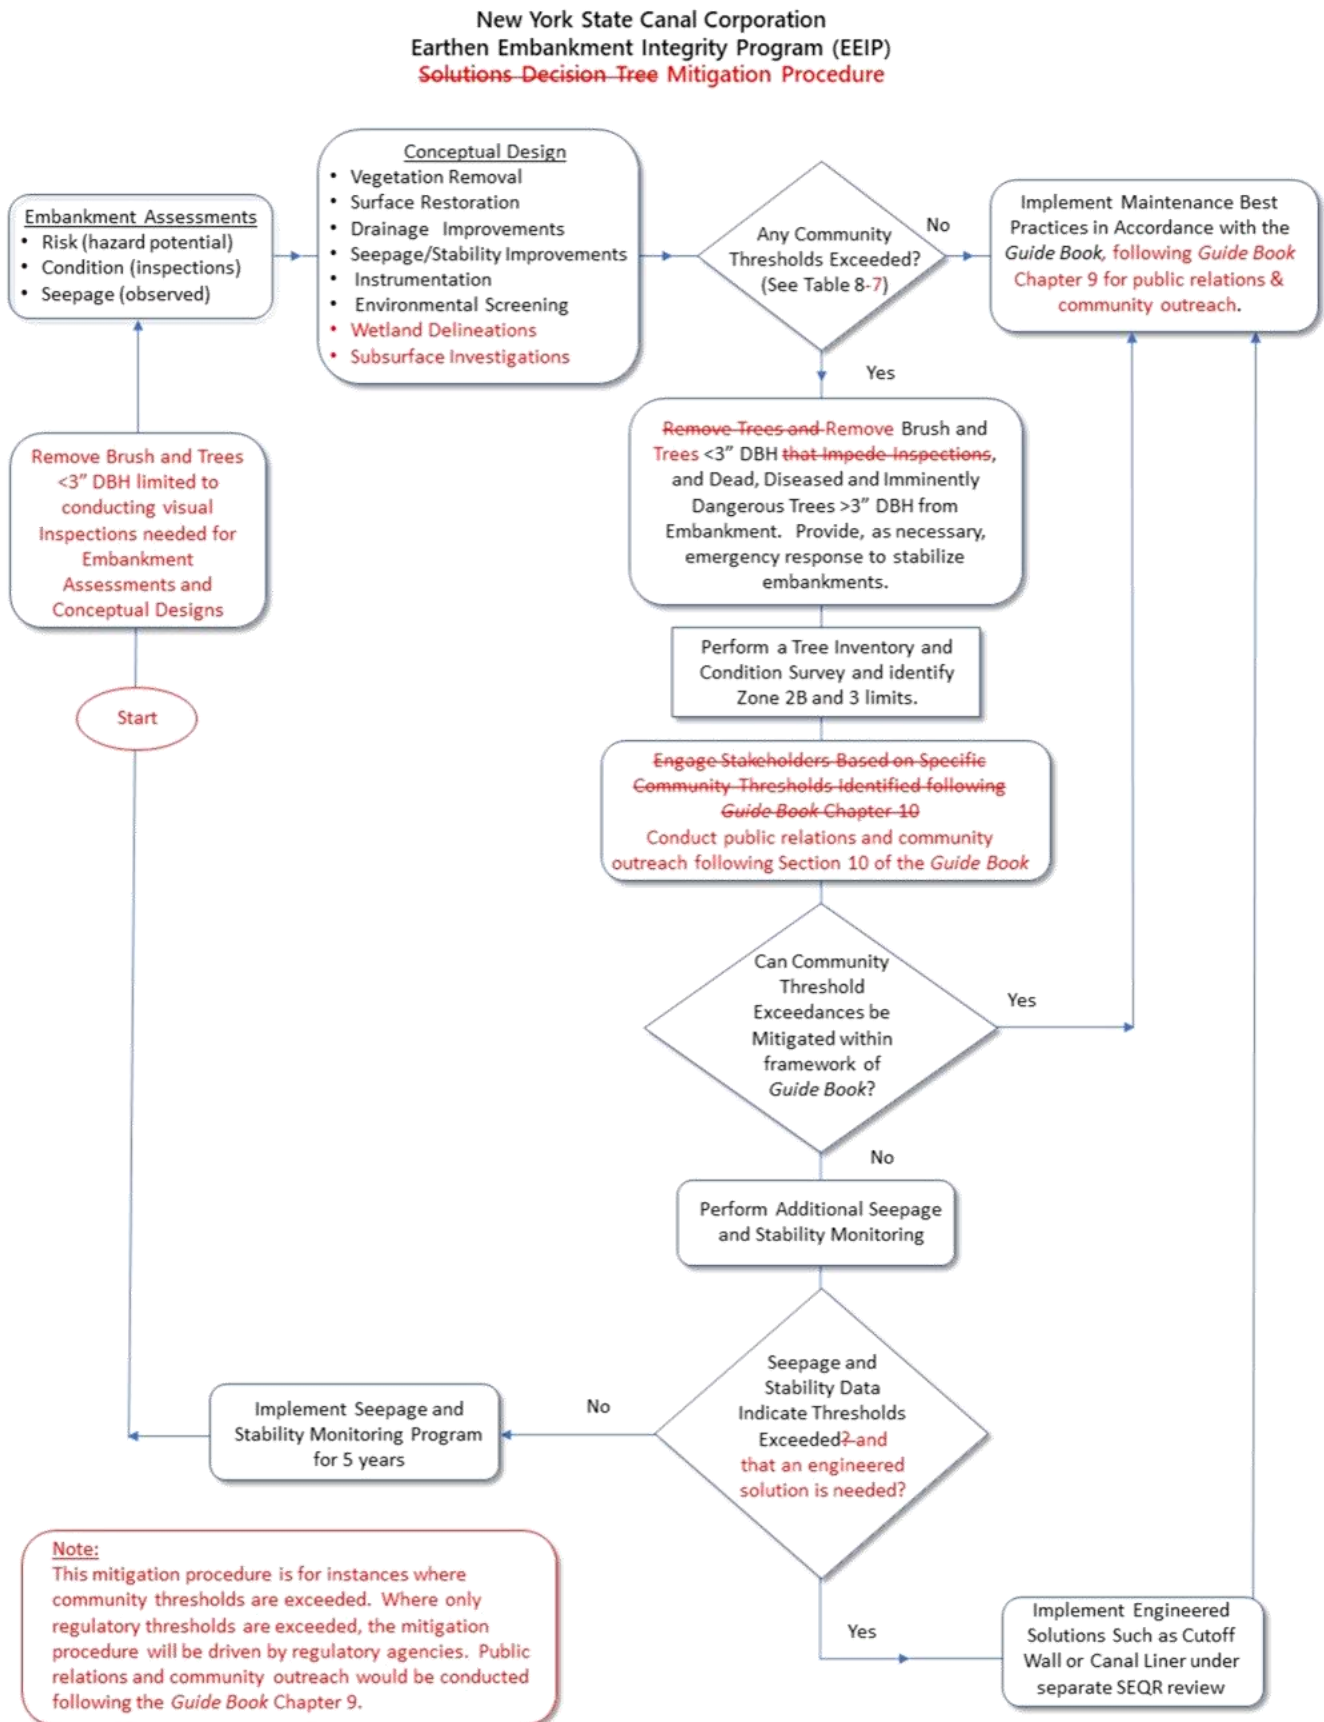 New York State Canal Corporation
Earthen Embankment Integrity Program (EEIP)
Solutions Decision Tree Mitigation Procedure
Embankment Assessments
• Risk (hazard potential)
• Condition (inspections)
• Seepage (observed)
Conceptual Design
• Vegetation Removal
• Surface Restoration
• Drainage Improvements
• Seepage/Stability Improvements
• Instrumentation
• Environmental Screening
• Wetland Delineations
• Subsurface Investigations
Any Community
Thresholds Exceeded?
(See Table 8-7)
No
Implement Maintenance Best
Practices in Accordance with the
Guide Book, following Guide Book
Chapter 9 for public relations &
community outreach.
Yes
Remove Brush and Trees
<3” DBH limited to
conducting visual
Inspections needed for
Embankment
Assessments and
Conceptual Designs
Start
Remove Trees and Remove Brush and
Trees <3” DBH that Impede Inspections,
and Dead, Diseased and Imminently
Dangerous Trees >3” DBH from
Embankment. Provide, as necessary,
emergency response to stabilize
embankments.
Perform a Tree Inventory and
Condition Survey and identify
Zone 2B and 3 limits.
Engage Stakeholders Based on Specific
Community Thresholds Identified following
Guide Book Chapter 10
Conduct public relations and community
outreach following Section 10 of the Guide Book
Can Community
Threshold
Exceedances be
Mitigated within
framework of
Guide Book?
Yes
No
Perform Additional Seepage
and Stability Monitoring
Seepage and
Stability Data
Indicate Thresholds
Exceeded? and
that an engineered
solution is needed?
No
Implement Seepage and
Stability Monitoring Program
for 5 years
Yes
Implement Engineered
Solutions Such as Cutoff
Wall or Canal Liner under
separate SEQR review
Note:
This mitigation procedure is for instances where
community thresholds are exceeded. Where only
regulatory thresholds are exceeded, the mitigation
procedure will be driven by regulatory agencies. Public
relations and community outreach would be conducted
following the Guide Book Chapter 9.